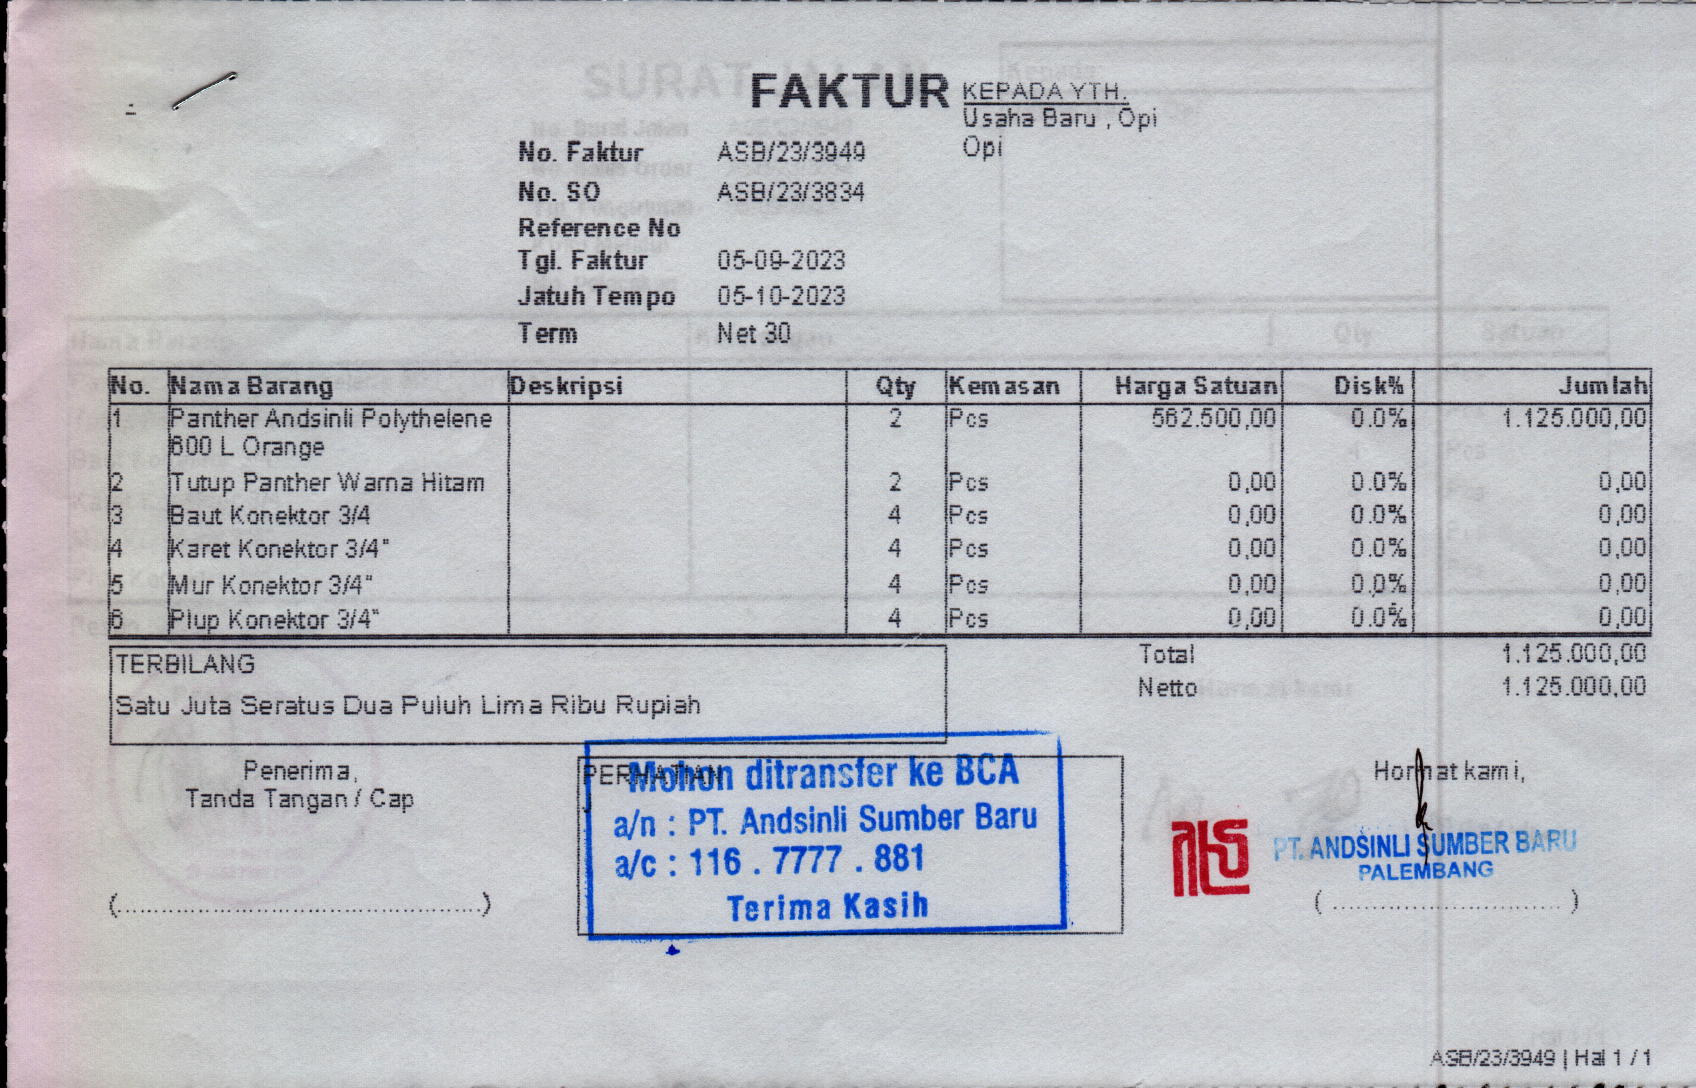 FAKTUR
KEPADA YTH.
Usaha Baru , Opi
Opi
No. Faktur ASB/23/3949
No. SO ASB/23/3834
Reference No
Tgl. Faktur 05-09-2023
Jatuh Tempo 05-10-2023
Term Net 30
No. Nama Barang Deskripsi Qty Kemasan Harga Satuan Disk% Jumlah
1 Panther Andsinli Polythelene 2 Pcs 562.500,00 0.0% 1.125.000,00
600 L Orange
2 Tutup Panther Warna Hitam 2 Pcs 0,00 0.0% 0,00
3 Baut Konektor 3/4 4 Pcs 0,00 0.0% 0,00
4 Karet Konektor 3/4" 4 Pcs 0,00 0.0% 0,00
5 Mur Konektor 3/4" 4 Pcs 0,00 0.0% 0,00
6 Plup Konektor 3/4" 4 Pcs 0,00 0.0% 0,00
TERBILANG
Satu Juta Seratus Dua Puluh Lima Ribu Rupiah
Total 1.125.000,00
Netto 1.125.000,00
Penerima,
Tanda Tangan / Cap
(................................................)
PERHATIAN
Mohon ditransfer ke BCA
a/n : PT. Andsinli Sumber Baru
a/c : 116 . 7777 . 881
Terima Kasih
Hormat kami,
PT. ANDSINLI SUMBER BARU
PALEMBANG
( ............................... )
ASB/23/3949 | Hal 1 / 1